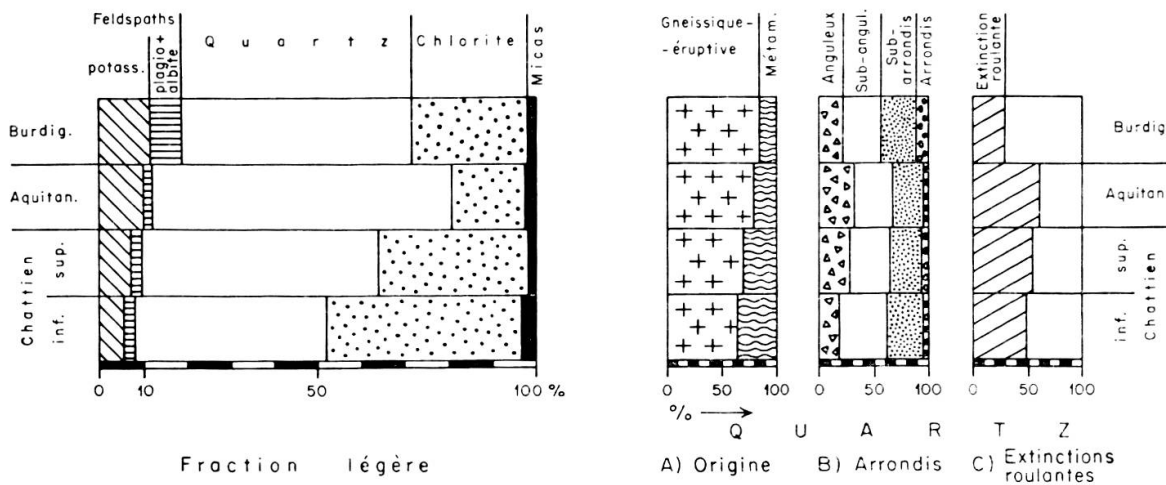 Feldspaths
potass.
plagio+
albite
Quartz
Chlorite
Micas
Burdig.
Aquitan.
Chattien
sup.
inf.
0 10 50 100 %
Fraction légère
Gneissique-
-éruptive
Métam.
Anguleux
Sub-angul.
Sub-
arrondis
Arrondis
Extinction
roulante
Burdig
Aquitan
sup.
inf.
Chattien
0 50 100
0 50 100
0 100
% →
QUARTZ
A) Origine
B) Arrondis
C) Extinctions
roulantes